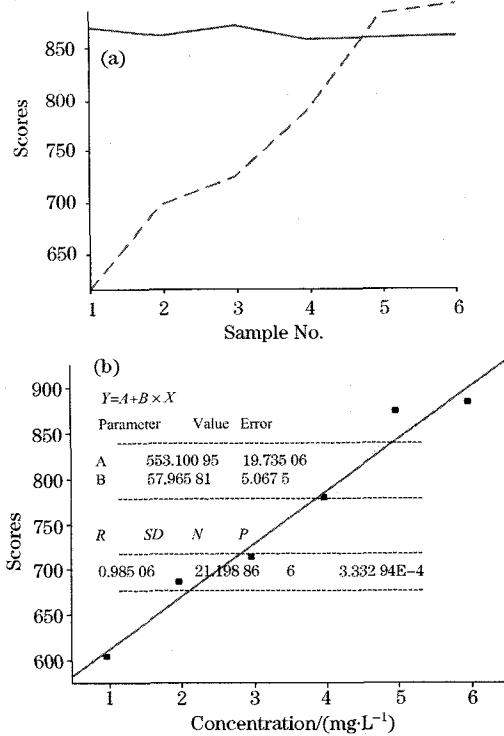 (a)
850
800
750
700
650
Scores
1 2 3 4 5 6
Sample No.
(b)
900
850
800
750
700
650
600
Scores
Y=A+B×X
Parameter Value Error
A 553.100 95 19.735 06
B 57.965 81 5.067 5
R SD N P
0.985 06 21.198 86 6 3.332 94E−4
1 2 3 4 5 6
Concentration/(mg·L⁻¹)